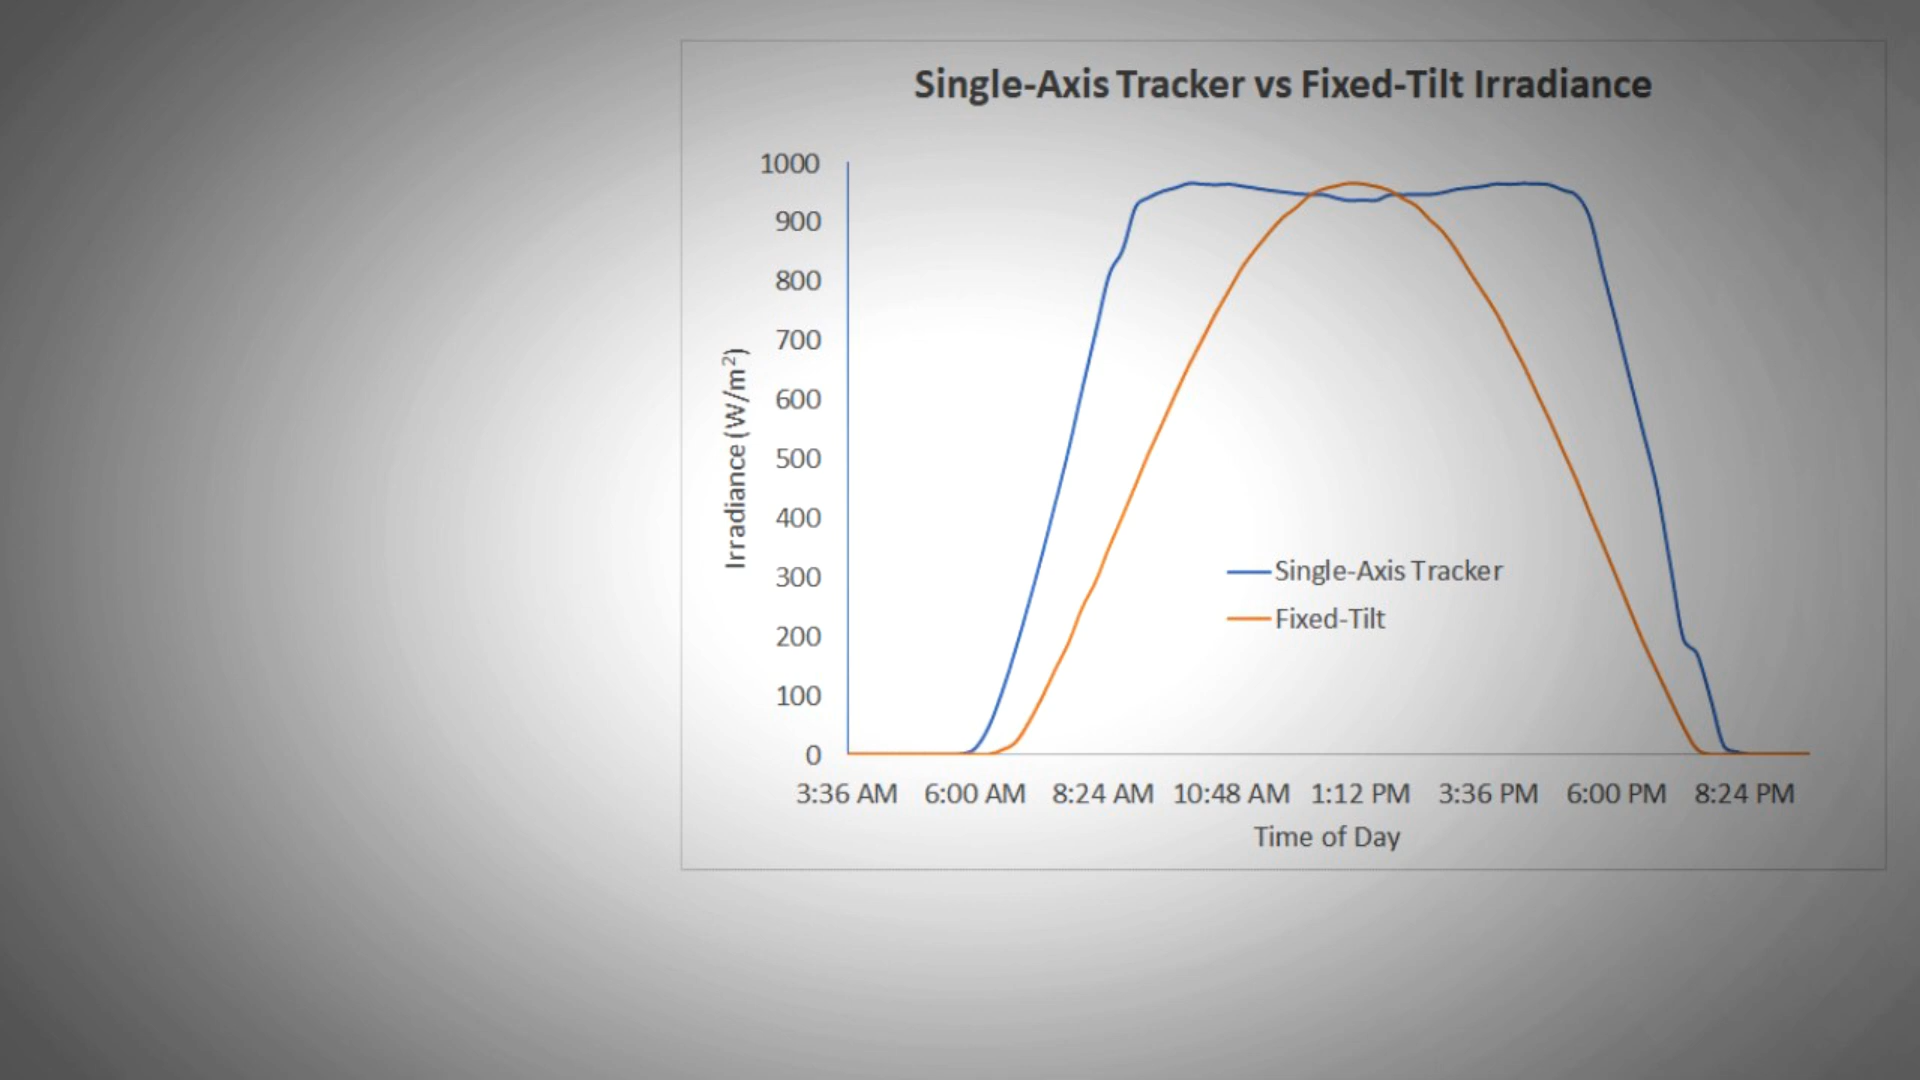 Single-Axis Tracker vs Fixed-Tilt Irradiance
1000
900
800
700
600
500
400
300
200
100
0
Irradiance (W/m²)
Single-Axis Tracker
Fixed-Tilt
3:36 AM 6:00 AM 8:24 AM 10:48 AM 1:12 PM 3:36 PM 6:00 PM 8:24 PM
Time of Day